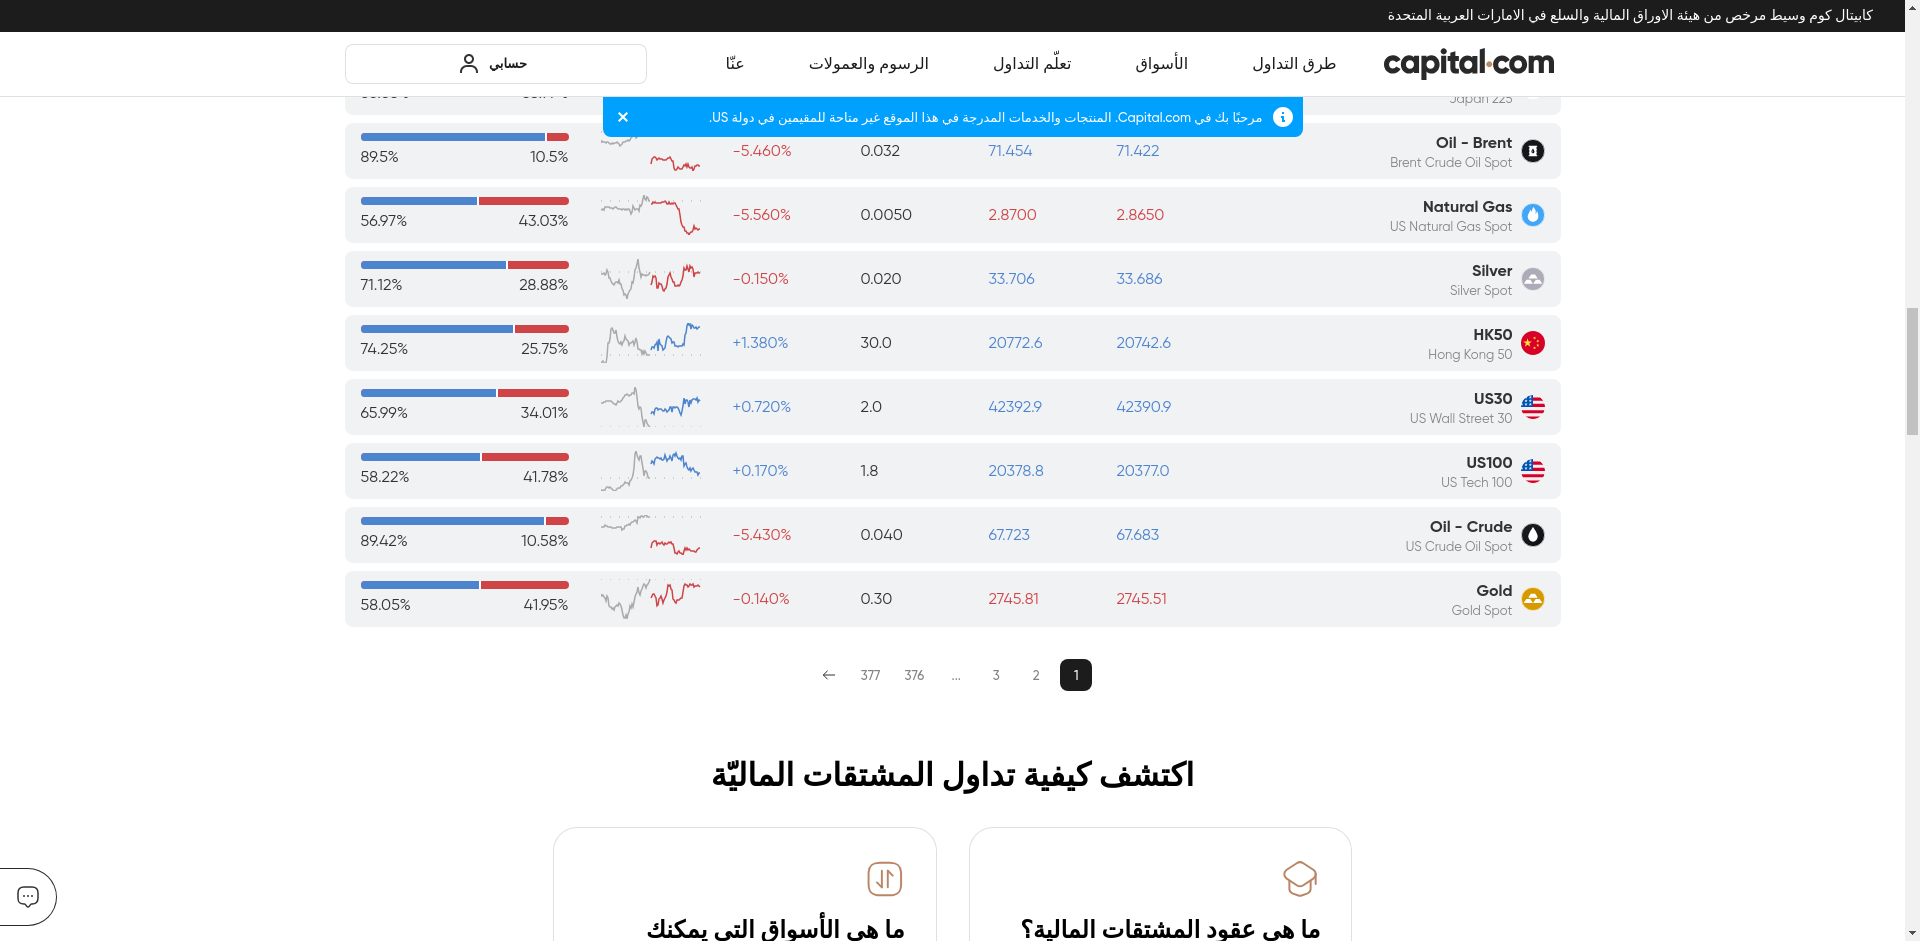 كابيتال كوم وسيط مرخص من هيئة الاوراق المالية والسلع في الامارات العربية المتحدة
capital.com
طرق التداول
الأسواق
تعلّم التداول
الرسوم والعمولات
عنّا
حسابي
مرحبًا بك في Capital.com. المنتجات والخدمات المدرجة في هذا الموقع غير متاحة للمقيمين في دولة US.
Japan 225
Oil - Brent
Brent Crude Oil Spot
71.422
71.454
0.032
-5.460%
10.5%
89.5%
Natural Gas
US Natural Gas Spot
2.8650
2.8700
0.0050
-5.560%
43.03%
56.97%
Silver
Silver Spot
33.686
33.706
0.020
-0.150%
28.88%
71.12%
HK50
Hong Kong 50
20742.6
20772.6
30.0
+1.380%
25.75%
74.25%
US30
US Wall Street 30
42390.9
42392.9
2.0
+0.720%
34.01%
65.99%
US100
US Tech 100
20377.0
20378.8
1.8
+0.170%
41.78%
58.22%
Oil - Crude
US Crude Oil Spot
67.683
67.723
0.040
-5.430%
10.58%
89.42%
Gold
Gold Spot
2745.51
2745.81
0.30
-0.140%
41.95%
58.05%
1
2
3
...
376
377
اكتشف كيفية تداول المشتقات الماليّة
ما هي عقود المشتقات المالية؟
ما هي الأسواق التي يمكنك